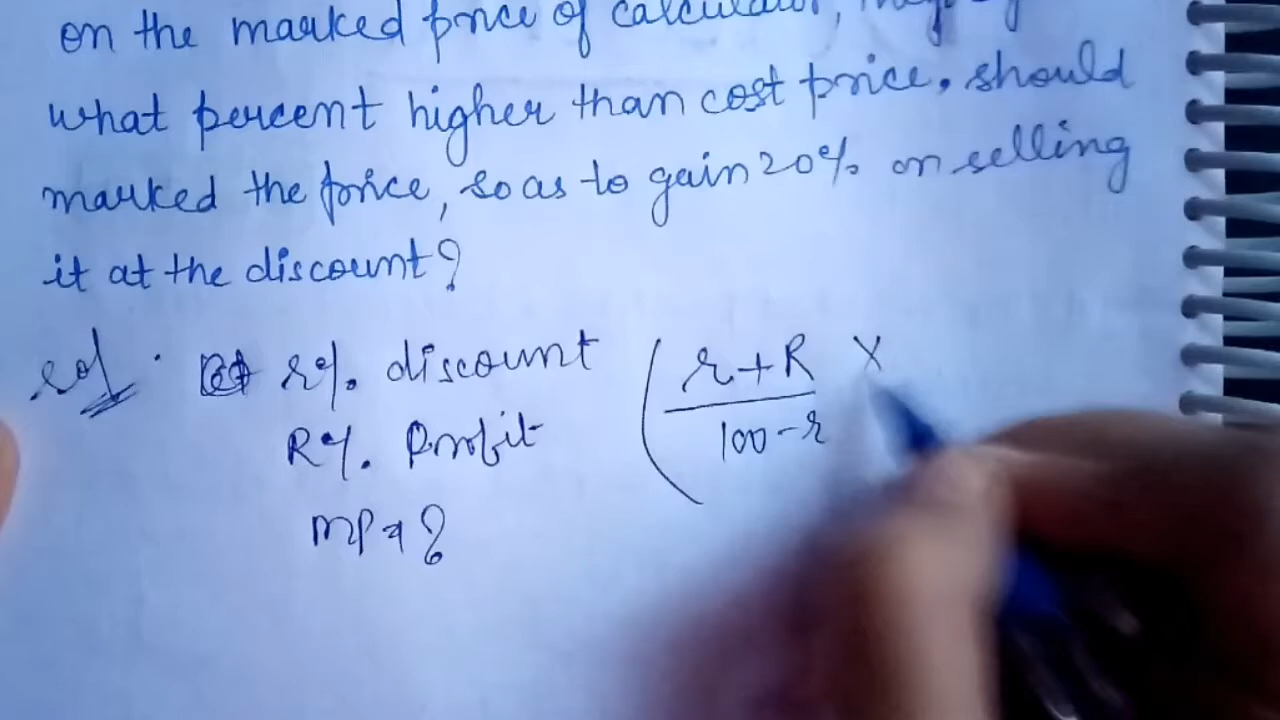 on the marked price of calculator,
what percent higher than cost price, should
marked the price, so as to gain 20% on selling
it at the discount?
sol. r% discount (r+R ×
100-r
R% Profit
MP = ?